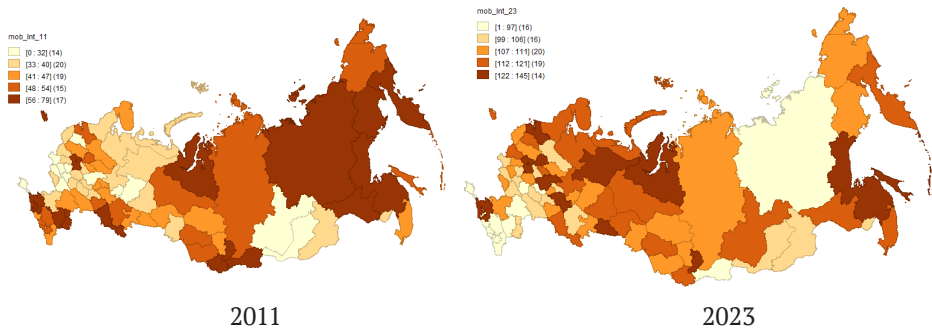 mob_Int_11
[0 : 32] (14)
[33 : 40] (20)
[41 : 47] (19)
[48 : 54] (15)
[56 : 79] (17)
mob_Int_23
[1 : 97] (16)
[99 : 106] (16)
[107 : 111] (20)
[112 : 121] (19)
[122 : 145] (14)
2011
2023